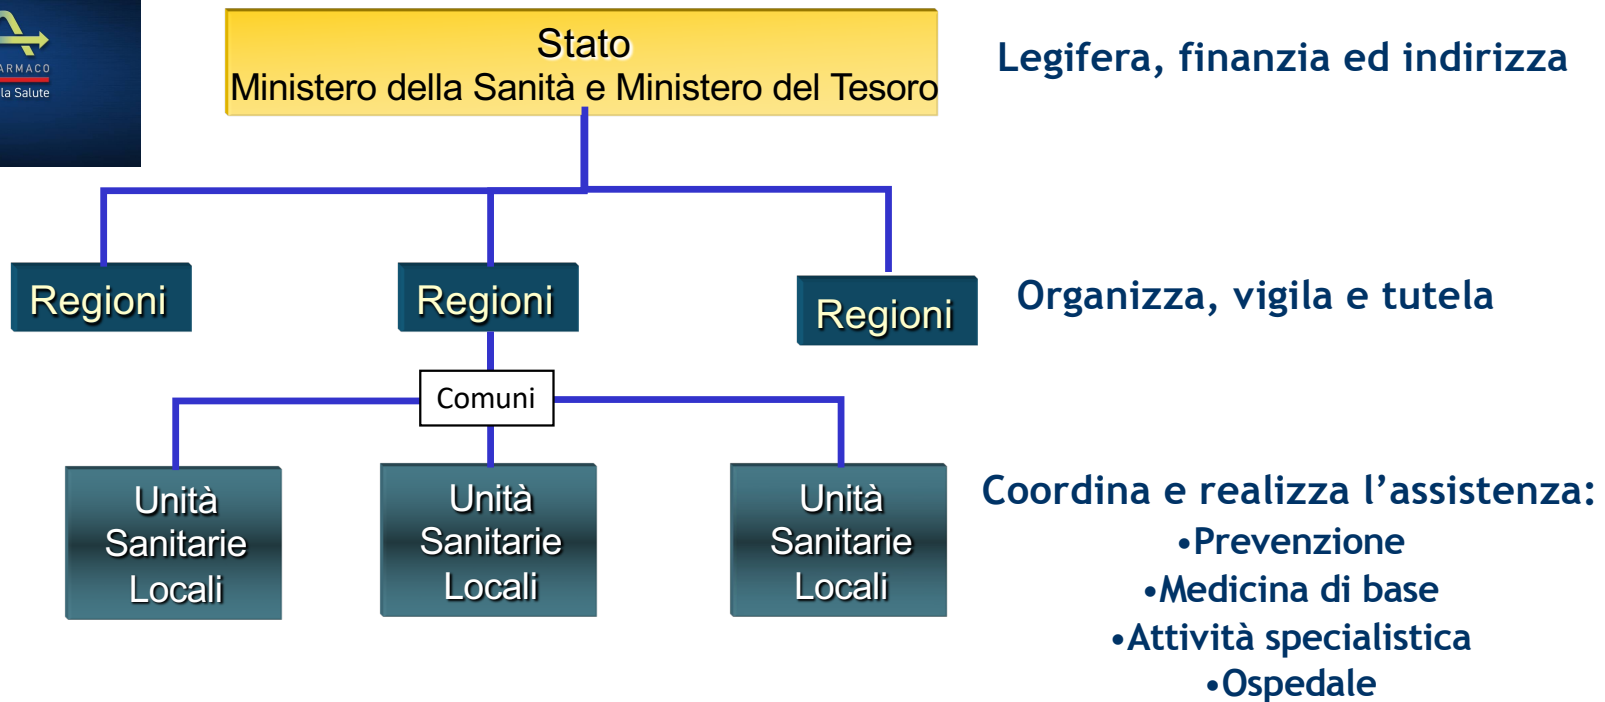 ARMACO
la Salute
Stato
Ministero della Sanità e Ministero del Tesoro
Legifera, finanzia ed indirizza
Regioni
Regioni
Regioni
Organizza, vigila e tutela
Comuni
Unità
Sanitarie
Locali
Unità
Sanitarie
Locali
Unità
Sanitarie
Locali
Coordina e realizza l’assistenza:
•Prevenzione
•Medicina di base
•Attività specialistica
•Ospedale